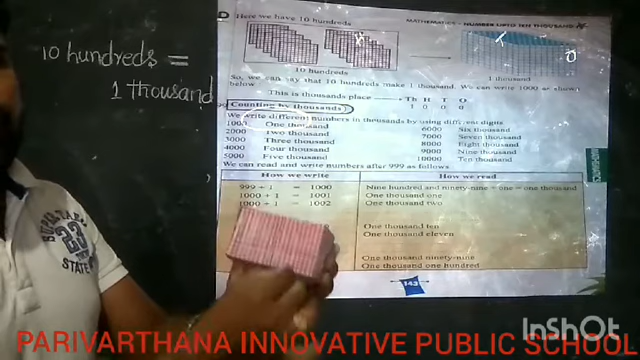 10 hundreds =
1 thousand
D Here we have 10 hundreds
MATHEMATICS - NUMBER UPTO TEN THOUSAND
10 hundreds
1 thousand
So, we can say that 10 hundreds make 1 thousand. We can write 1000 as shown
below
This is thousands place Th H T O
1 0 0 0
Counting by thousands:
We write different numbers in thousands by using different digits
1000 One thousand
6000 Six thousand
2000 Two thousand
7000 Seven thousand
3000 Three thousand
8000 Eight thousand
4000 Four thousand
9000 Nine thousand
5000 Five thousand
10000 Ten thousand
We can read and write numbers after 999 as follows
How we write
How we read
999 + 1 = 1000
Nine hundred and ninety-nine + one = one thousand
1000 + 1 = 1001
One thousand one
1000 + 1 = 1002
One thousand two
One thousand ten
One thousand eleven
One thousand ninety-nine
One thousand one hundred
143
BUMPSTA
23
STATE
PARIVARTHANA INNOVATIVE PUBLIC SCHOOL
InShOt